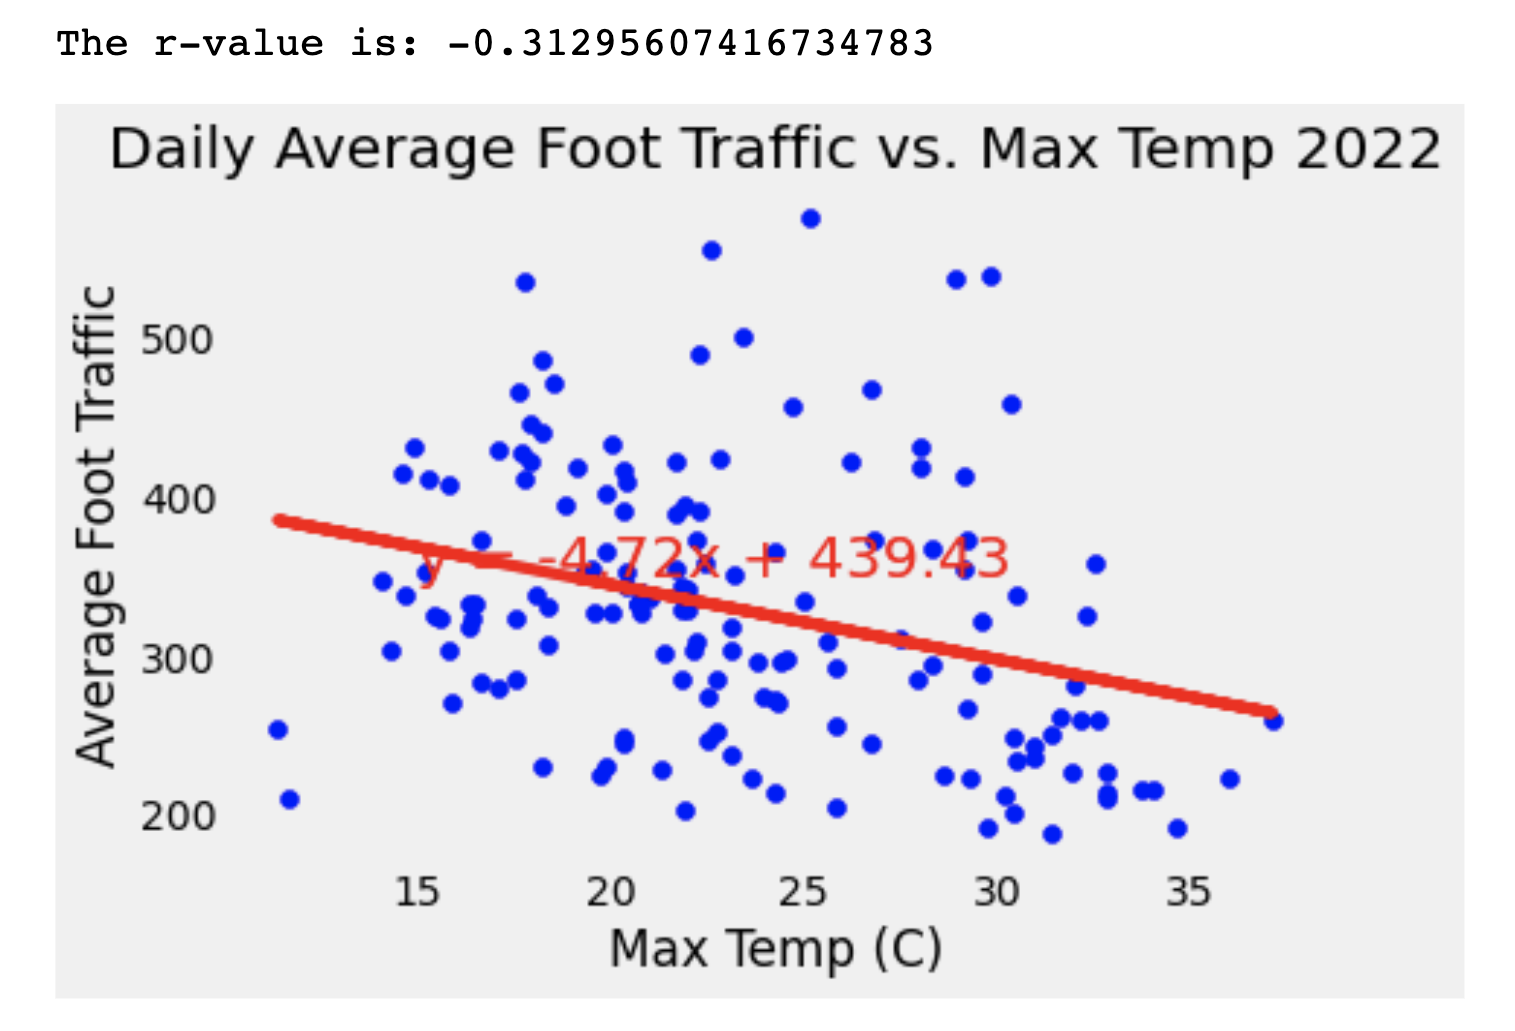 The r-value is: -0.31295607416734783
Daily Average Foot Traffic vs. Max Temp 2022
Average Foot Traffic
500
400
300
200
y = -4.72x + 439.43
15 20 25 30 35
Max Temp (C)